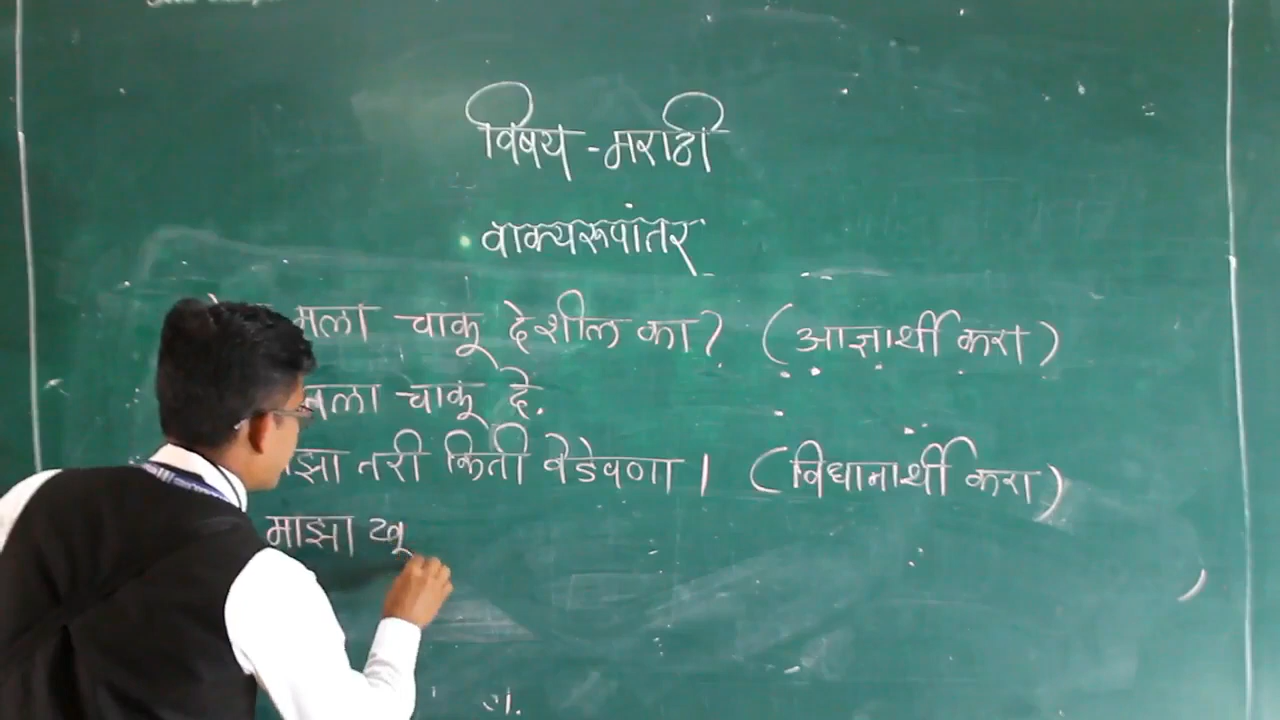 विषय - मराठी
वाक्यरूपांतर
मला चाकू देशील का? (आज्ञार्थी करा)
मला चाकू दे.
माझा तरी किती वेडेपणा। (विधानार्थी करा)
माझा खू